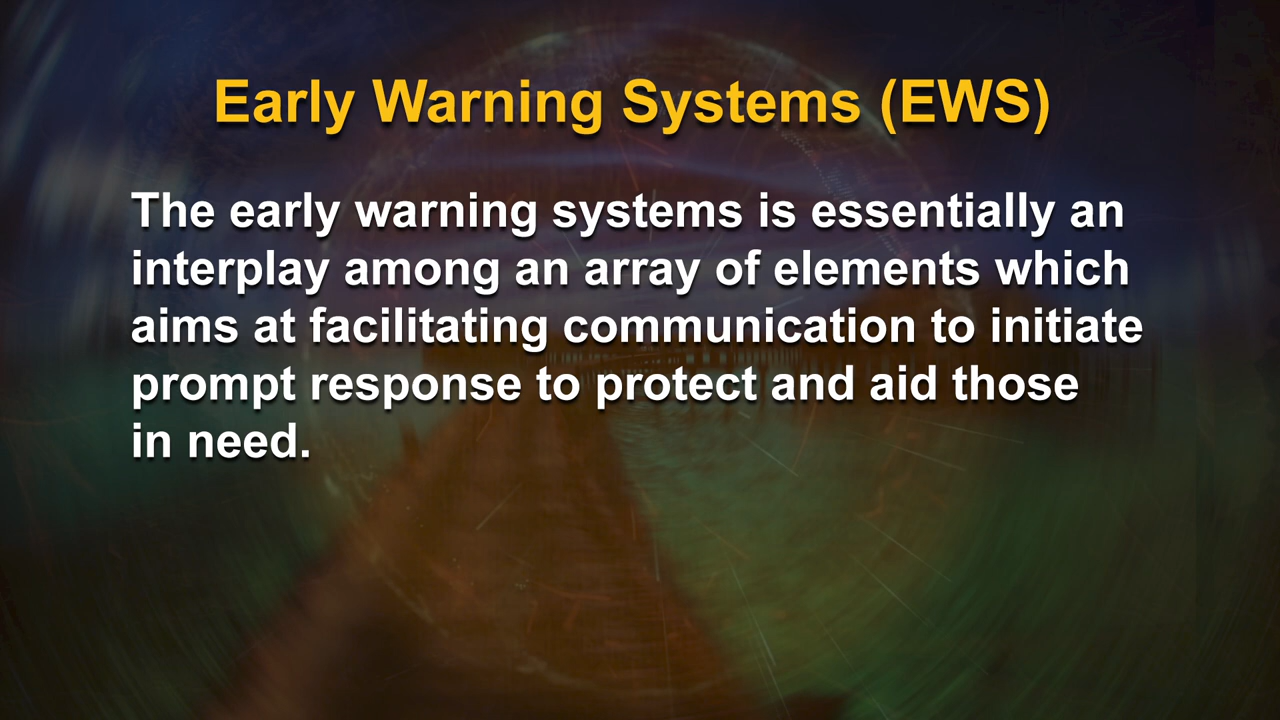 Early Warning Systems (EWS)
The early warning systems is essentially an
interplay among an array of elements which
aims at facilitating communication to initiate
prompt response to protect and aid those
in need.